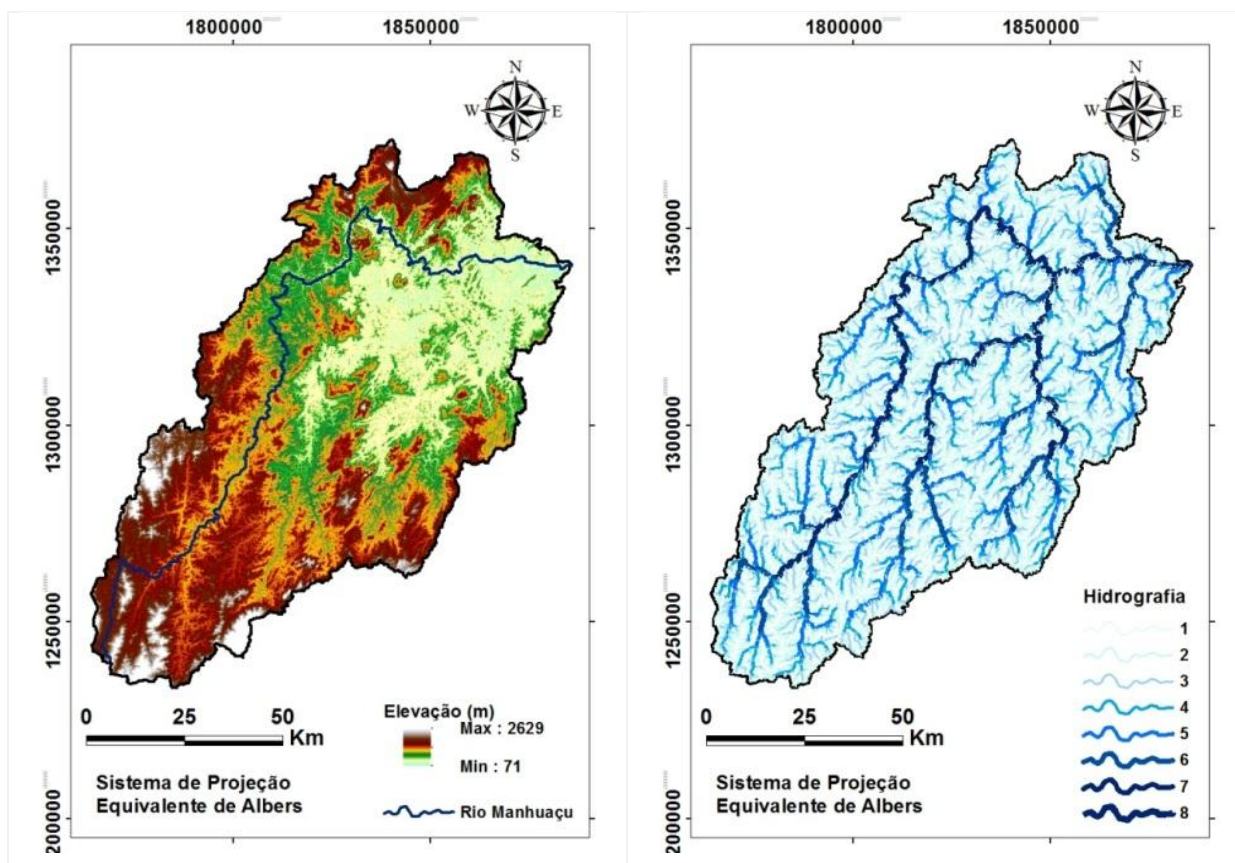 1800000
1850000
N
W
E
S
1350000
1300000
1250000
2000000
0 25 50
Km
Sistema de Projeção
Equivalente de Albers
Elevação (m)
Max : 2629
Min : 71
Rio Manhuaçu
1800000
1850000
N
W
E
S
1350000
1300000
1250000
2000000
Hidrografia
1
2
3
4
5
6
7
8
0 25 50
Km
Sistema de Projeção
Equivalente de Albers